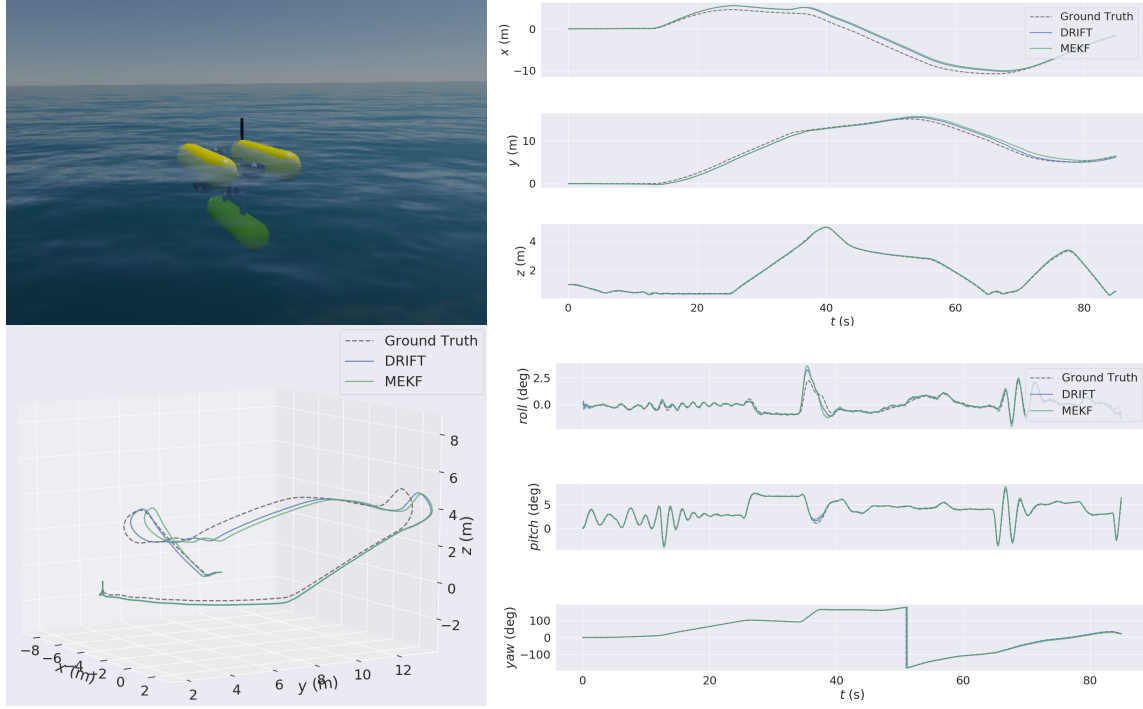 x (m)
0
−10
Ground Truth
DRIFT
MEKF
y (m)
10
0
z (m)
4
2
0
20
40
60
80
t (s)
Ground Truth
DRIFT
MEKF
8
6
4
2
0
−2
z (m)
−8
−6
−4
−2
0
2
x (m)
2
4
6
8
10
12
y (m)
roll (deg)
2.5
0.0
Ground Truth
DRIFT
MEKF
pitch (deg)
5
0
yaw (deg)
100
0
−100
0
20
40
60
80
t (s)